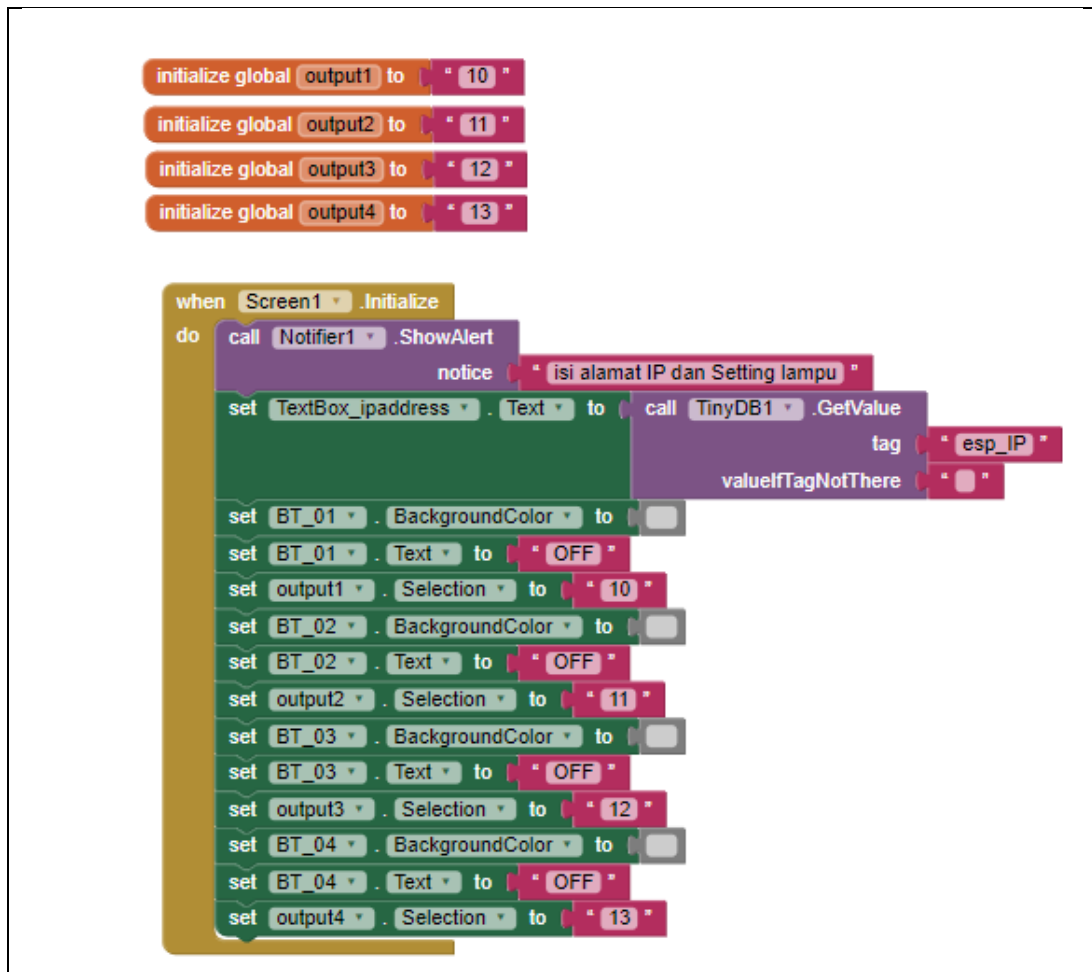 initialize global output1 to " 10 "
initialize global output2 to " 11 "
initialize global output3 to " 12 "
initialize global output4 to " 13 "
when Screen1 .Initialize
do call Notifier1 .ShowAlert
notice " isi alamat IP dan Setting lampu "
set TextBox_ipaddress . Text to call TinyDB1 .GetValue
tag " esp_IP "
valueIfTagNotThere " "
set BT_01 . BackgroundColor to
set BT_01 . Text to " OFF "
set output1 . Selection to " 10 "
set BT_02 . BackgroundColor to
set BT_02 . Text to " OFF "
set output2 . Selection to " 11 "
set BT_03 . BackgroundColor to
set BT_03 . Text to " OFF "
set output3 . Selection to " 12 "
set BT_04 . BackgroundColor to
set BT_04 . Text to " OFF "
set output4 . Selection to " 13 "